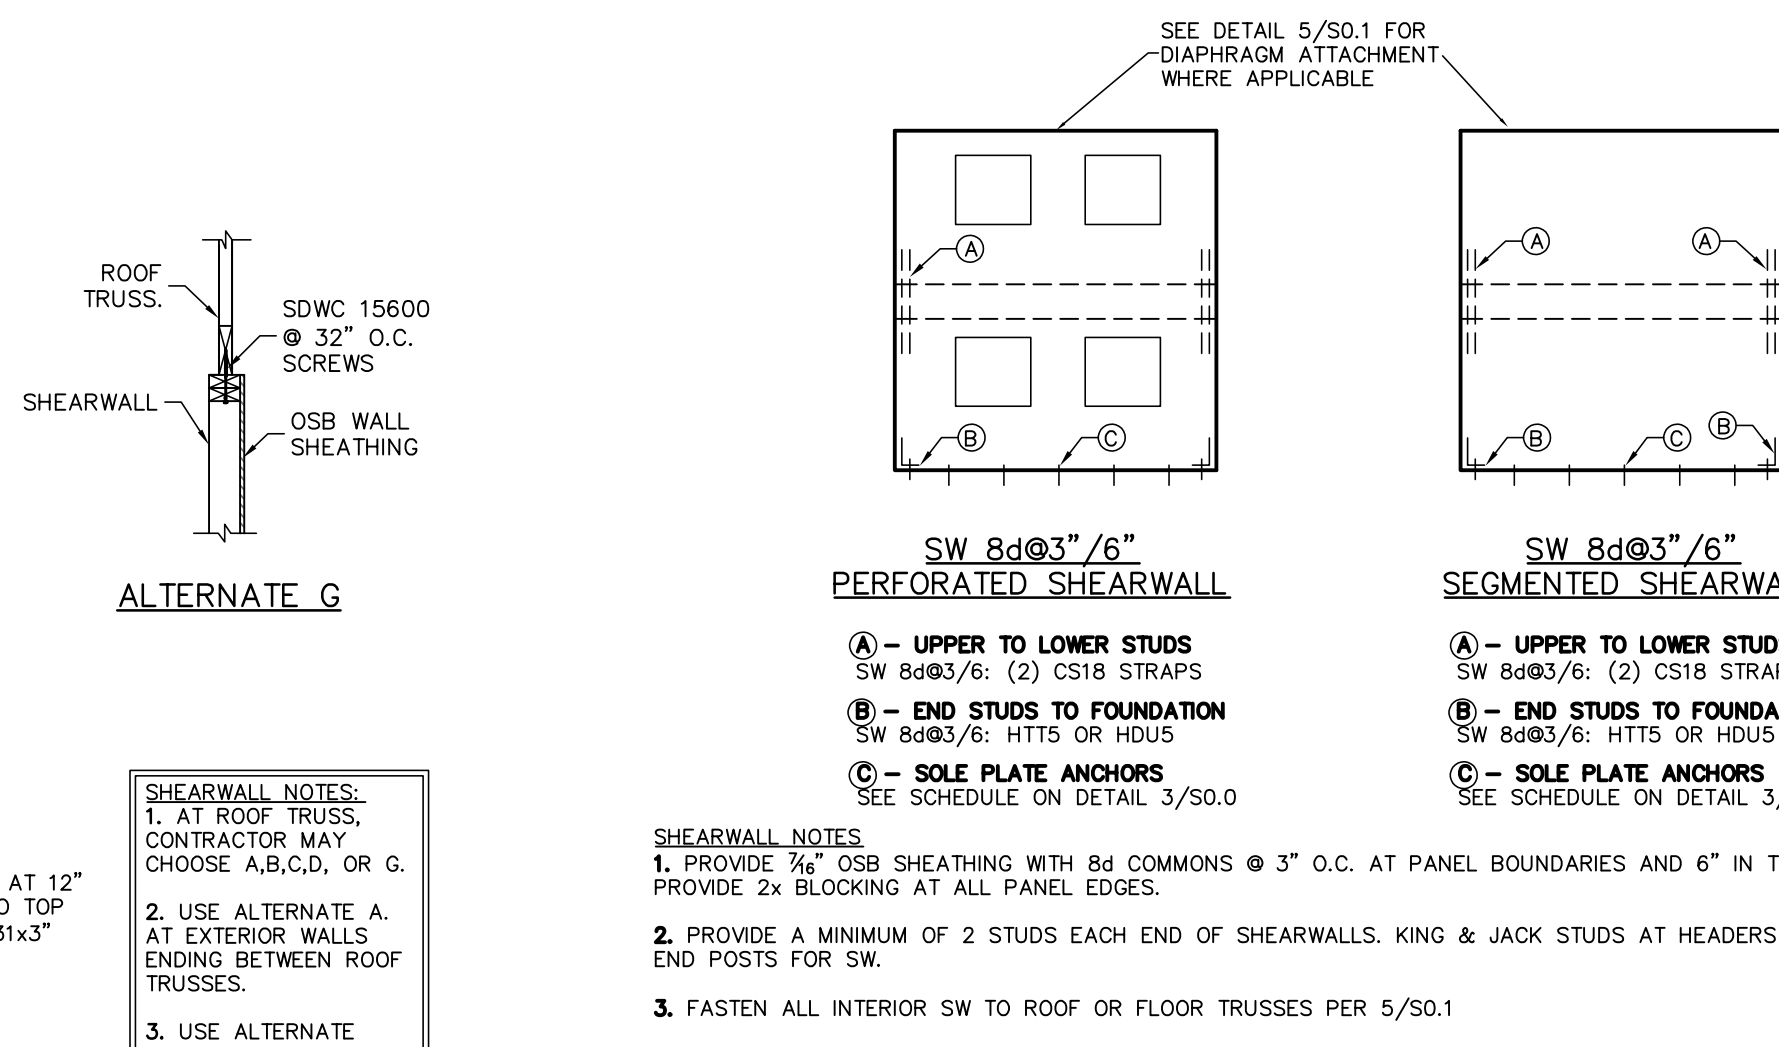 SEE DETAIL 5/S0.1 FOR
DIAPHRAGM ATTACHMENT
WHERE APPLICABLE
ROOF
TRUSS.
SDWC 15600
@ 32" O.C.
SCREWS
SHEARWALL
OSB WALL
SHEATHING
ALTERNATE G
A
B
C
A
A
B
C
B
SW 8d@3"/6"
PERFORATED SHEARWALL
A – UPPER TO LOWER STUDS
SW 8d@3/6: (2) CS18 STRAPS
B – END STUDS TO FOUNDATION
SW 8d@3/6: HTT5 OR HDU5
C – SOLE PLATE ANCHORS
SEE SCHEDULE ON DETAIL 3/S0.0
SW 8d@3"/6"
SEGMENTED
A – UPPER TO LOWER
SW 8d@3/6: (2) CS18
B – END STUDS TO
SW 8d@3/6: HTT5 OR HDU5
C – SOLE PLATE ANCHORS
SEE SCHEDULE ON DETAIL
AT 12"
TOP
SHEARWALL NOTES:
1. AT ROOF TRUSS,
CONTRACTOR MAY
CHOOSE A,B,C,D, OR G.
2. USE ALTERNATE A.
AT EXTERIOR WALLS
ENDING BETWEEN ROOF
TRUSSES.
3. USE ALTERNATE
SHEARWALL NOTES
1. PROVIDE 7/16" OSB SHEATHING WITH 8d COMMONS @ 3" O.C. AT PANEL BOUNDARIES AND 6" IN
PROVIDE 2x BLOCKING AT ALL PANEL EDGES.
2. PROVIDE A MINIMUM OF 2 STUDS EACH END OF SHEARWALLS. KING & JACK STUDS AT HEADERS
END POSTS FOR SW.
3. FASTEN ALL INTERIOR SW TO ROOF OR FLOOR TRUSSES PER 5/S0.1